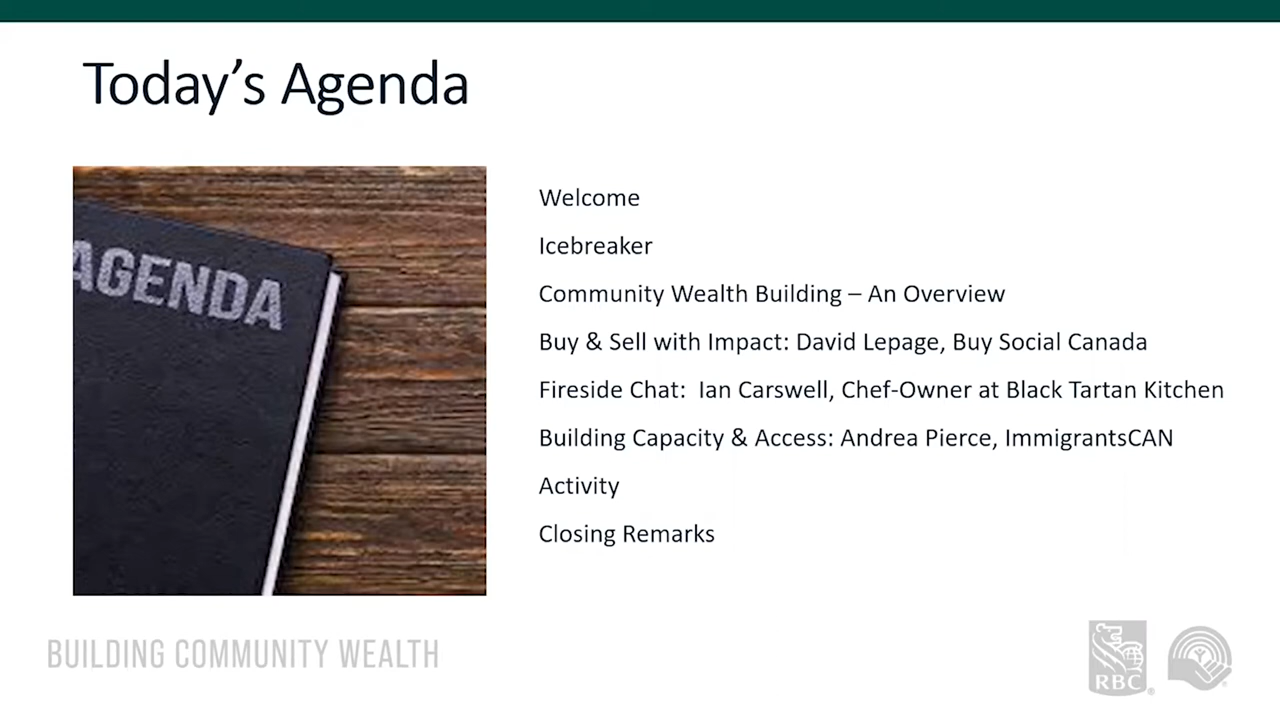 Today's Agenda
AGENDA
Welcome
Icebreaker
Community Wealth Building – An Overview
Buy & Sell with Impact: David Lepage, Buy Social Canada
Fireside Chat:  Ian Carswell, Chef-Owner at Black Tartan Kitchen
Building Capacity & Access: Andrea Pierce, ImmigrantsCAN
Activity
Closing Remarks
BUILDING COMMUNITY WEALTH
RBC